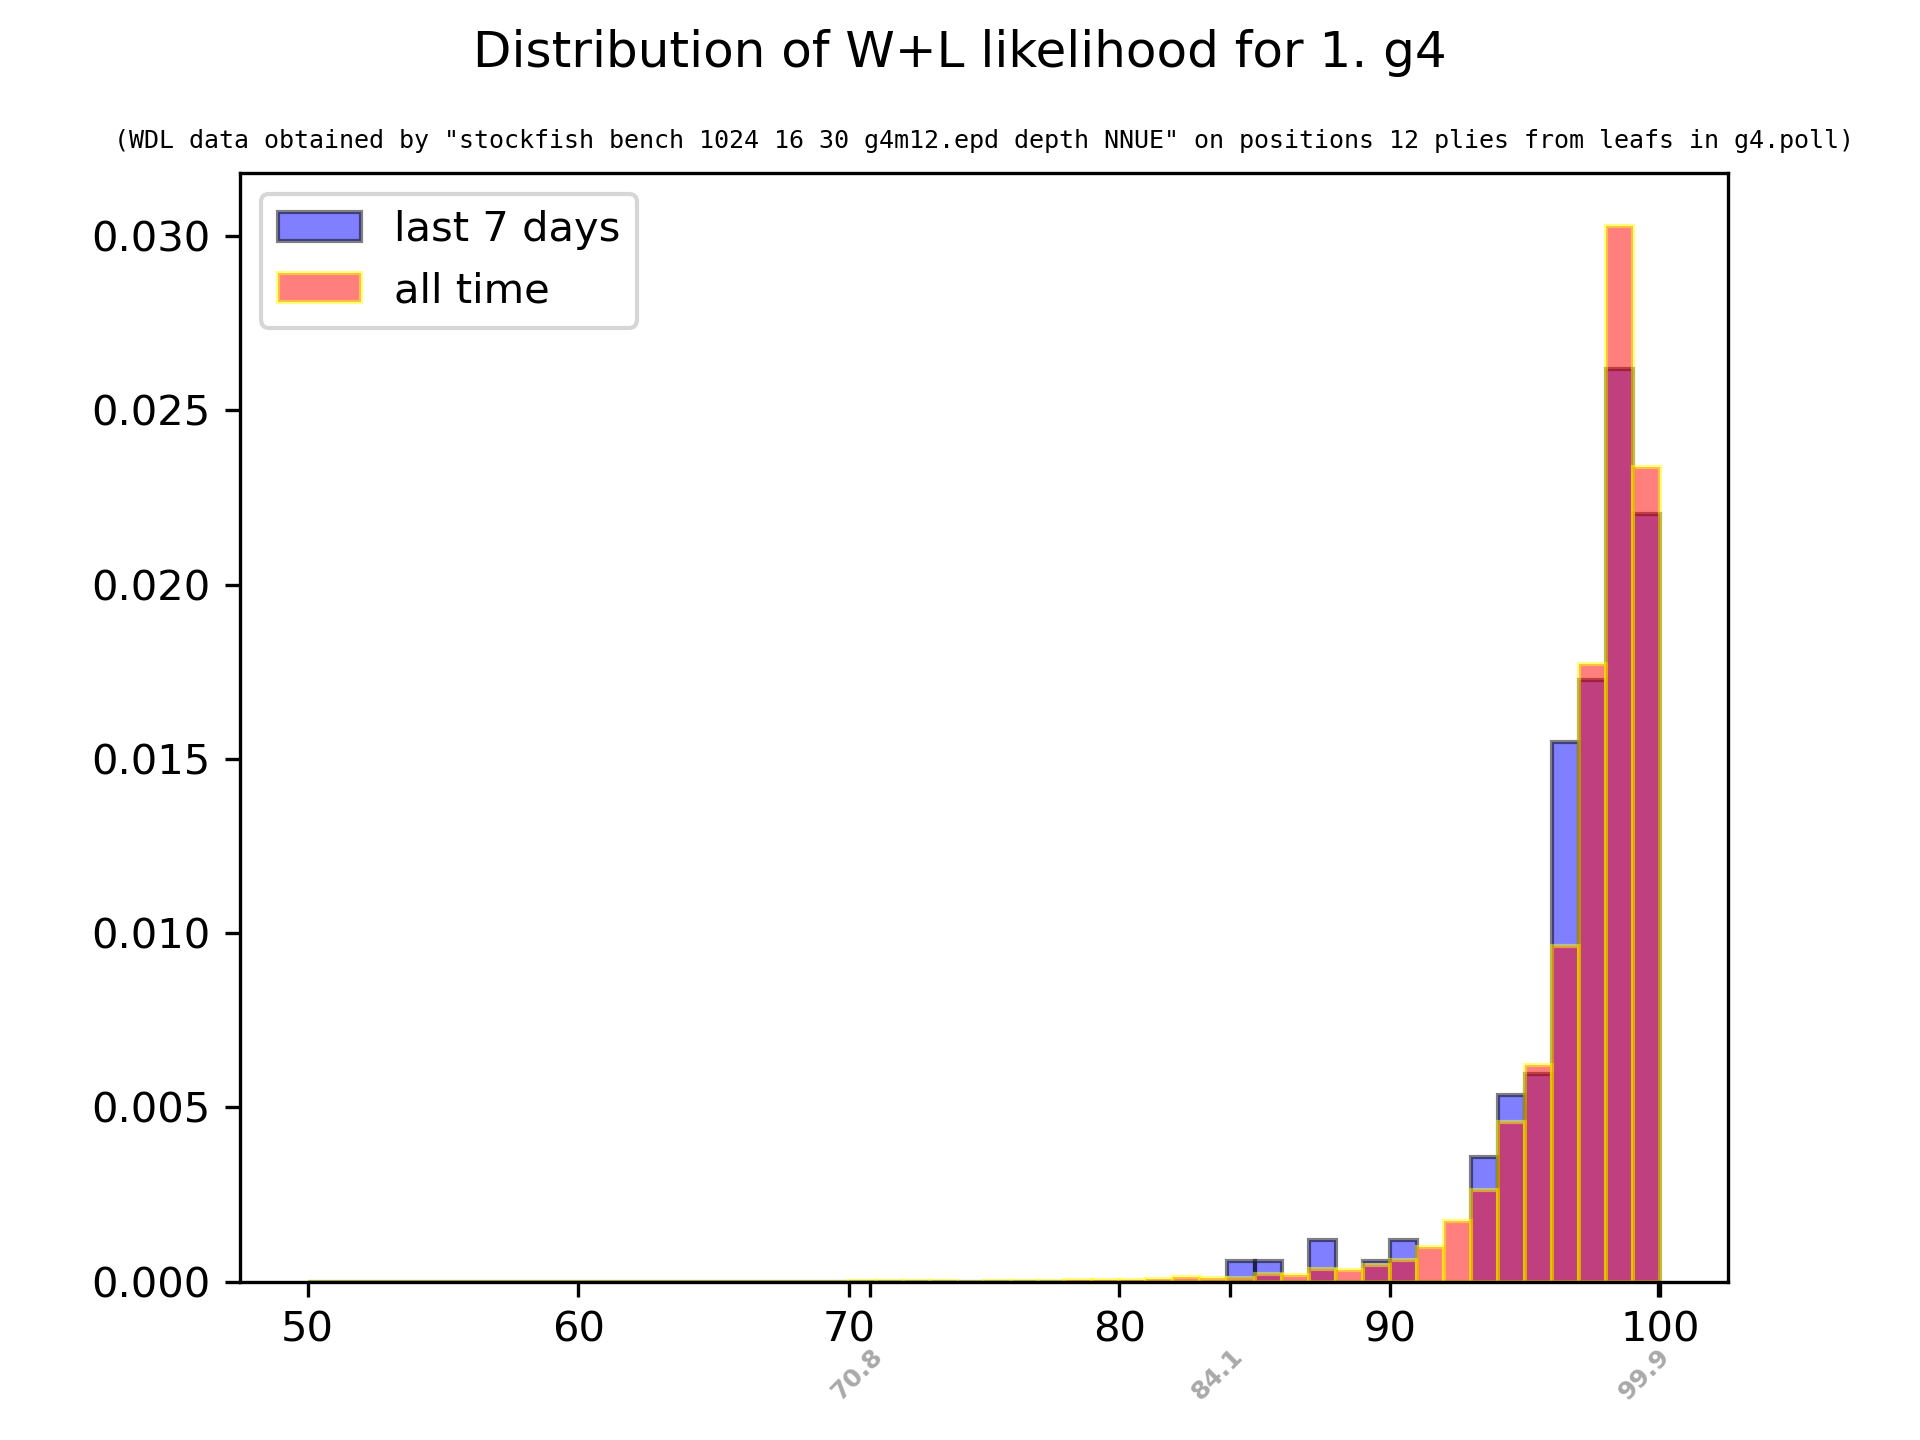 Distribution of W+L likelihood for 1. g4
(WDL data obtained by "stockfish bench 1024 16 30 g4m12.epd depth NNUE" on positions 12 plies from leafs in g4.poll)
last 7 days
all time
0.030
0.025
0.020
0.015
0.010
0.005
0.000
50 60 70 80 90 100
70.8 84.1 99.9